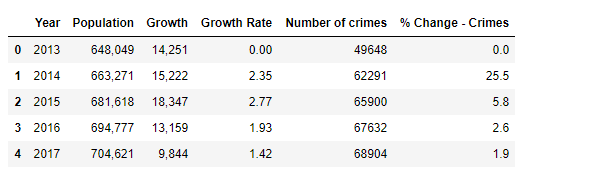 Year Population Growth Growth Rate Number of crimes % Change - Crimes
0 2013 648,049 14,251 0.00 49648 0.0
1 2014 663,271 15,222 2.35 62291 25.5
2 2015 681,618 18,347 2.77 65900 5.8
3 2016 694,777 13,159 1.93 67632 2.6
4 2017 704,621 9,844 1.42 68904 1.9